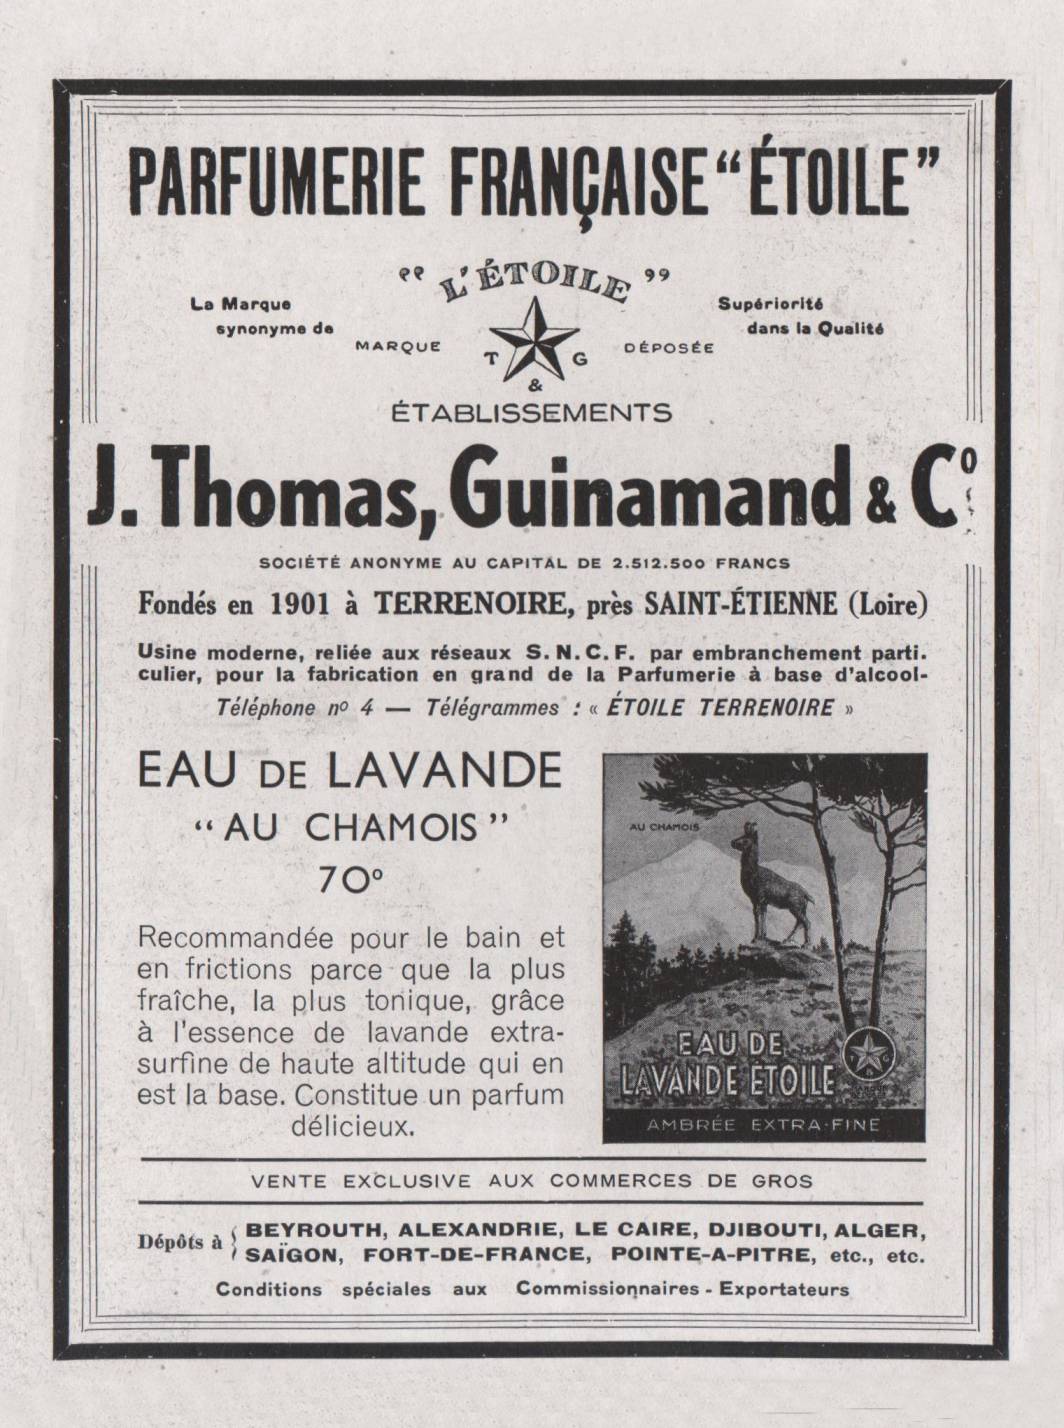 PARFUMERIE FRANÇAISE “ÉTOILE”
“ L'ÉTOILE ”
La Marque
synonyme de
Supériorité
dans la Qualité
MARQUE T G DÉPOSÉE
&
ÉTABLISSEMENTS
J. Thomas, Guinamand & Cº
SOCIÉTÉ ANONYME AU CAPITAL DE 2.512.500 FRANCS
Fondés en 1901 à TERRENOIRE, près SAINT-ÉTIENNE (Loire)
Usine moderne, reliée aux réseaux S. N. C. F. par embranchement parti.
culier, pour la fabrication en grand de la Parfumerie à base d'alcool-
Téléphone nº 4 — Télégrammes : « ÉTOILE TERRENOIRE »
EAU DE LAVANDE
“ AU CHAMOIS ”
70º
Recommandée pour le bain et
en frictions parce que la plus
fraîche, la plus tonique, grâce
à l'essence de lavande extra-
surfine de haute altitude qui en
est la base. Constitue un parfum
délicieux.
AU CHAMOIS
EAU DE
LAVANDE ÉTOILE
T G
&
AMBRÉE EXTRA-FINE
VENTE EXCLUSIVE AUX COMMERCES DE GROS
Dépôts à { BEYROUTH, ALEXANDRIE, LE CAIRE, DJIBOUTI, ALGER,
SAÏGON, FORT-DE-FRANCE, POINTE-A-PITRE, etc., etc.
Conditions spéciales aux Commissionnaires - Exportateurs